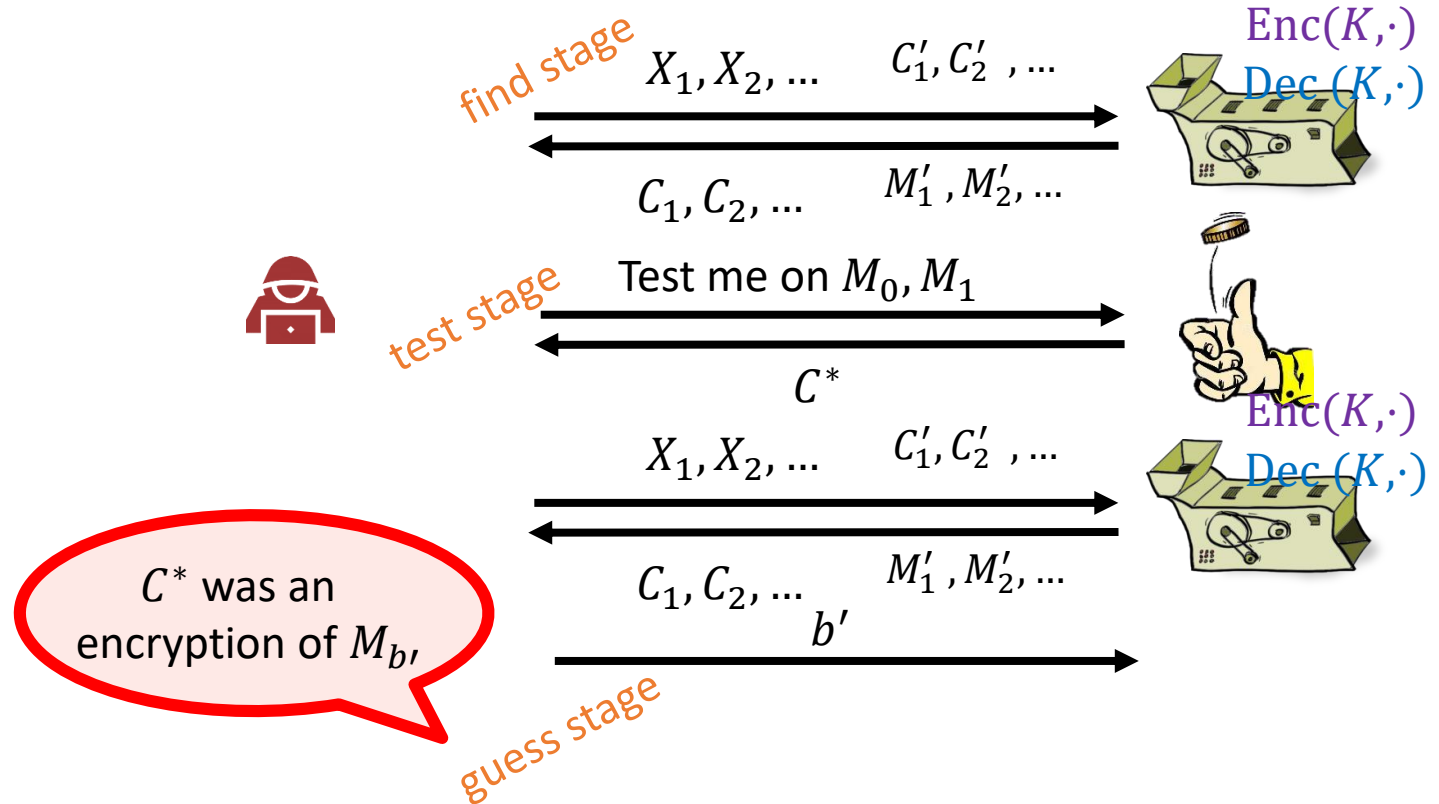 find stage
X₁, X₂, ... C′₁, C′₂ , ...
Enc(K,·)
Dec (K,·)
C₁, C₂, ... M′₁ , M′₂, ...
test stage
Test me on M₀, M₁
C*
Enc(K,·)
Dec (K,·)
X₁, X₂, ... C′₁, C′₂ , ...
C₁, C₂, ... M′₁ , M′₂, ...
C* was an
encryption of M_b′
b′
guess stage